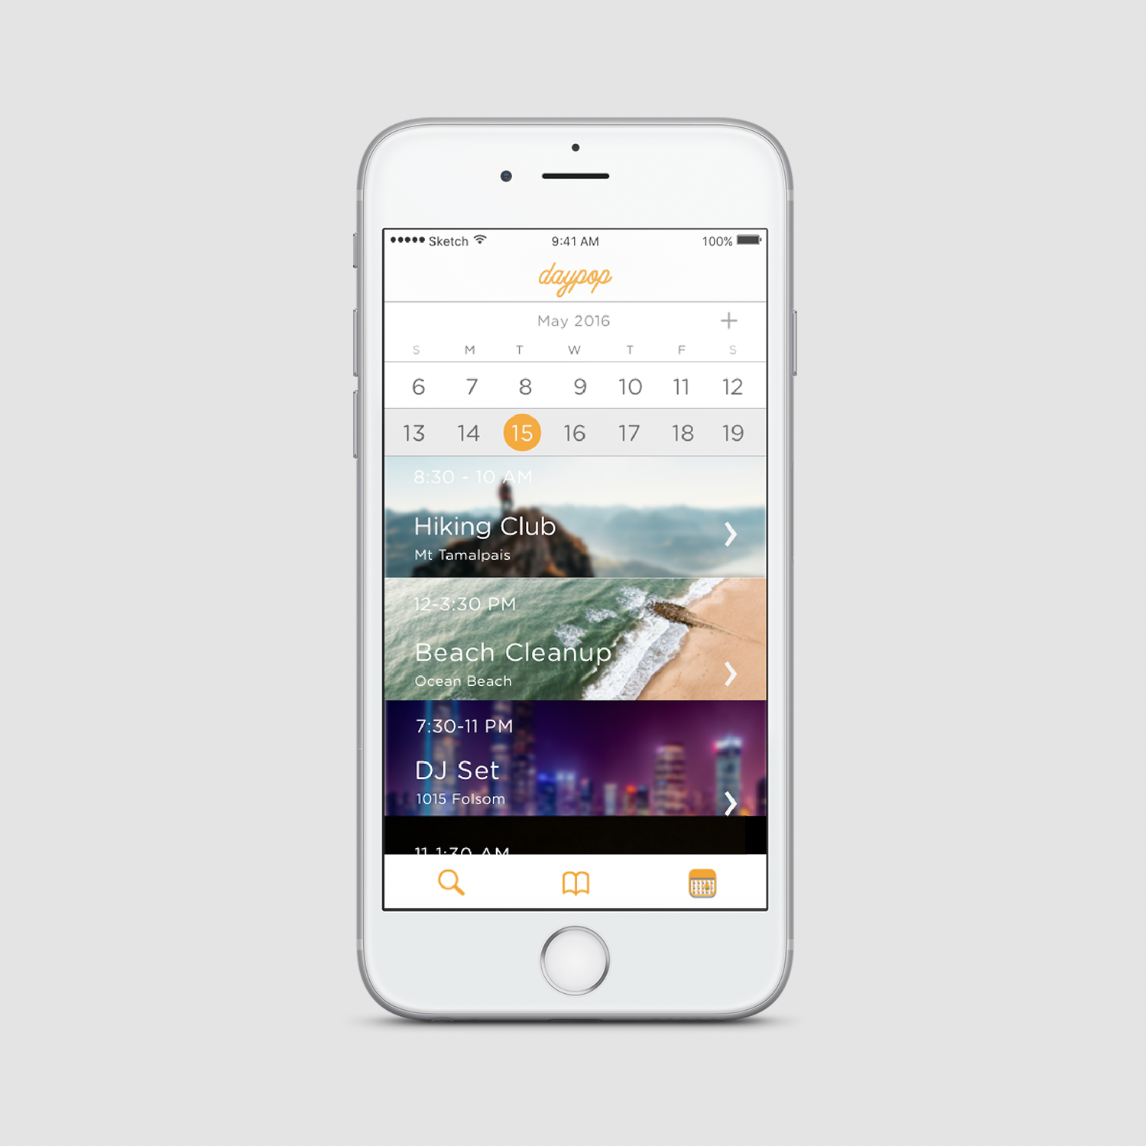 ●●●●● Sketch 9:41 AM 100%
daypop
May 2016 +
S M T W T F S
6 7 8 9 10 11 12
13 14 15 16 17 18 19
8:30 - 10 AM
Hiking Club
Mt Tamalpais
12-3:30 PM
Beach Cleanup
Ocean Beach
7:30-11 PM
DJ Set
1015 Folsom
11 1:30 AM